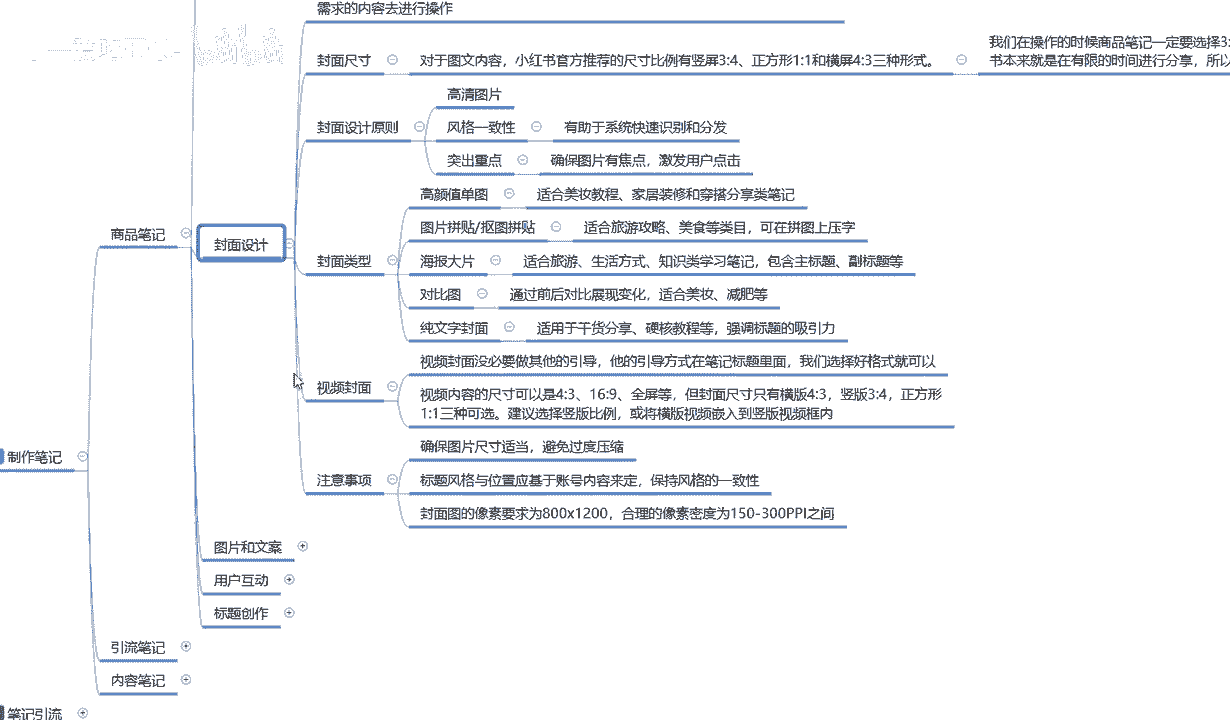 需求的内容去进行操作
封面尺寸
对于图文内容，小红书官方推荐的尺寸比例有竖屏3:4、正方形1:1和横屏4:3三种形式。
我们在操作的时候商品笔记一定要选择3:
书本来就是在有限的时间进行分享，所以
封面设计原则
高清图片
风格一致性
有助于系统快速识别和分发
突出重点
确保图片有焦点，激发用户点击
商品笔记
封面设计
封面类型
高颜值单图
适合美妆教程、家居装修和穿搭分享类笔记
图片拼贴/抠图拼贴
适合旅游攻略、美食等类目，可在拼图上压字
海报大片
适合旅游、生活方式、知识类学习笔记，包含主标题、副标题等
对比图
通过前后对比展现变化，适合美妆、减肥等
纯文字封面
适用于干货分享、硬核教程等，强调标题的吸引力
视频封面
视频封面没必要做其他的引导，他的引导方式在笔记标题里面，我们选择好格式就可以
视频内容的尺寸可以是4:3、16:9、全屏等，但封面尺寸只有横版4:3，竖版3:4，正方形
1:1三种可选。建议选择竖版比例，或将横版视频嵌入到竖版视频框内
制作笔记
注意事项
确保图片尺寸适当，避免过度压缩
标题风格与位置应基于账号内容来定，保持风格的一致性
封面图的像素要求为800x1200，合理的像素密度为150-300PPI之间
图片和文案
用户互动
标题创作
引流笔记
内容笔记
笔记引流